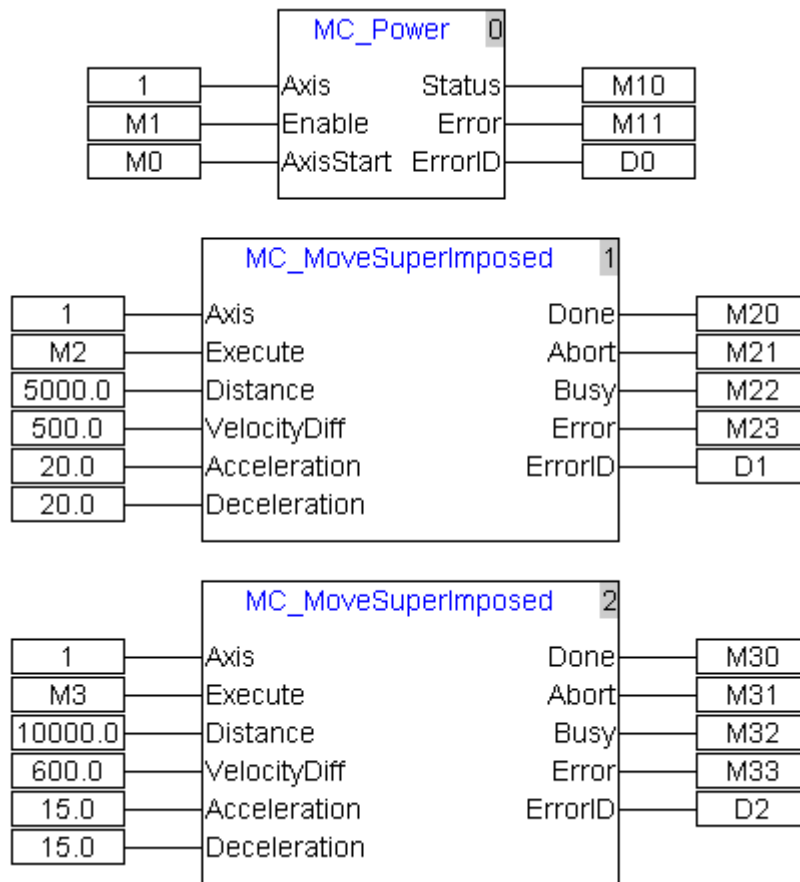 MC_Power 0
1 Axis Status M10
M1 Enable Error M11
M0 AxisStart ErrorID D0
MC_MoveSuperImposed 1
1 Axis Done M20
M2 Execute Abort M21
5000.0 Distance Busy M22
500.0 VelocityDiff Error M23
20.0 Acceleration ErrorID D1
20.0 Deceleration
MC_MoveSuperImposed 2
1 Axis Done M30
M3 Execute Abort M31
10000.0 Distance Busy M32
600.0 VelocityDiff Error M33
15.0 Acceleration ErrorID D2
15.0 Deceleration